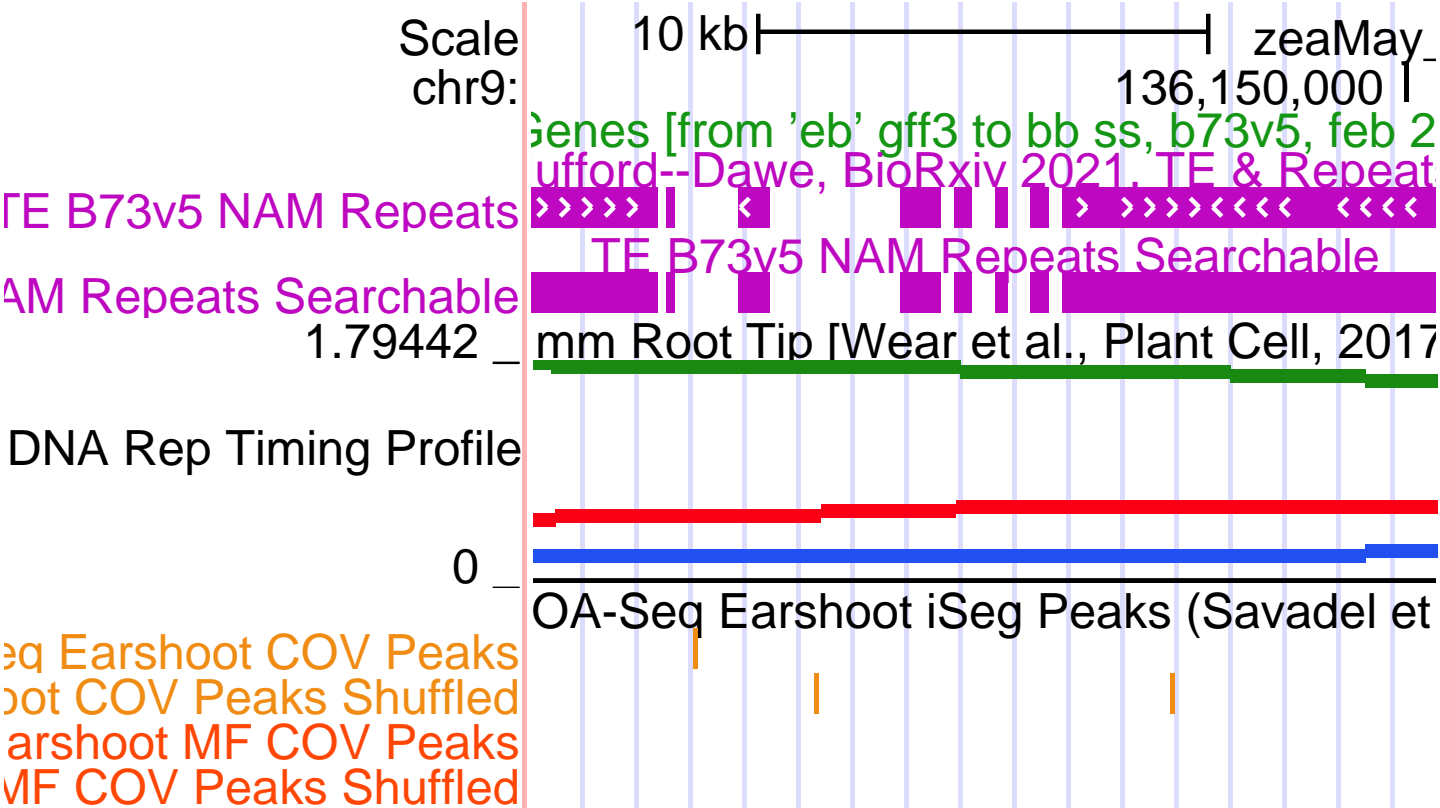 Scale 10 kb zeaMay_
chr9: 136,150,000
Genes [from 'eb' gff3 to bb ss, b73v5, feb 2
ufford--Dawe, BioRxiv 2021, TE & Repeats
TE B73v5 NAM Repeats
TE B73v5 NAM Repeats Searchable
AM Repeats Searchable
1.79442 _ mm Root Tip [Wear et al., Plant Cell, 2017
DNA Rep Timing Profile
0 _
OA-Seq Earshoot iSeg Peaks (Savadel et
eq Earshoot COV Peaks
oot COV Peaks Shuffled
arshoot MF COV Peaks
MF COV Peaks Shuffled